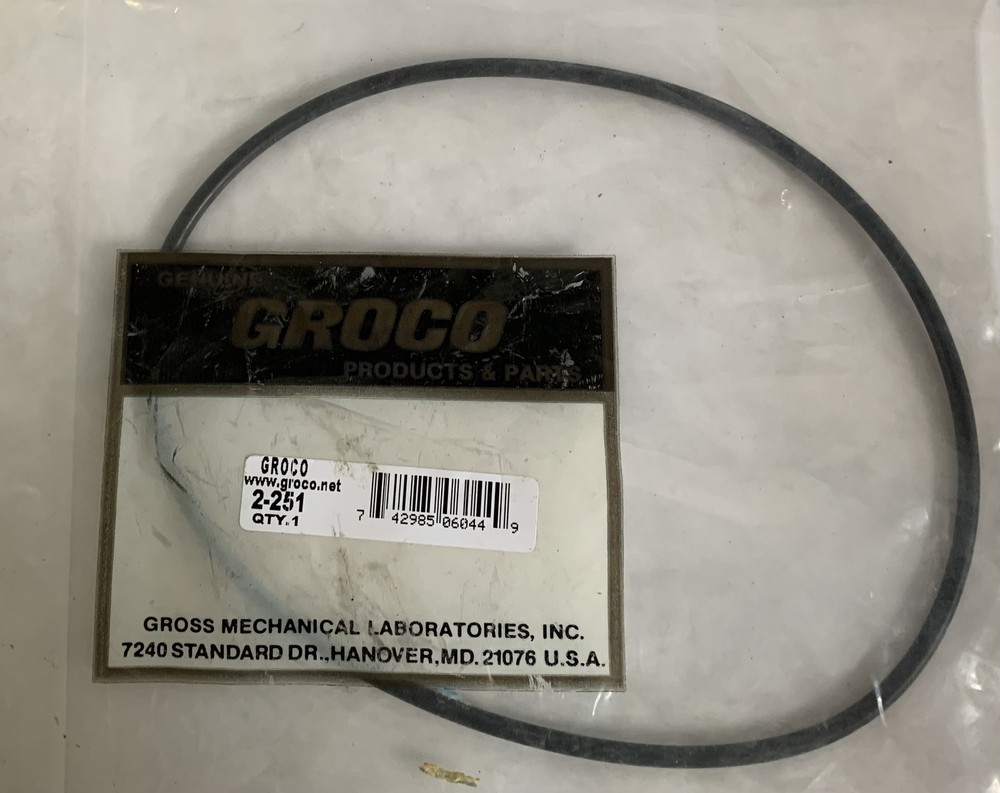 GENUINE
GROCO
PRODUCTS & PARTS
GROCO
www.groco.net
2-251
QTY.1
7 42985 06044 9
GROSS MECHANICAL LABORATORIES, INC.
7240 STANDARD DR.,HANOVER,MD. 21076 U.S.A.